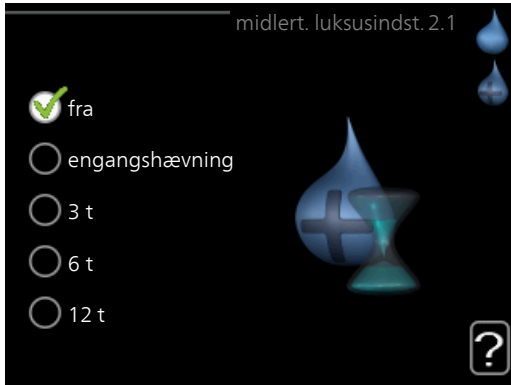 midlert. luksusindst. 2.1
fra
engangshævning
3 t
6 t
12 t
?